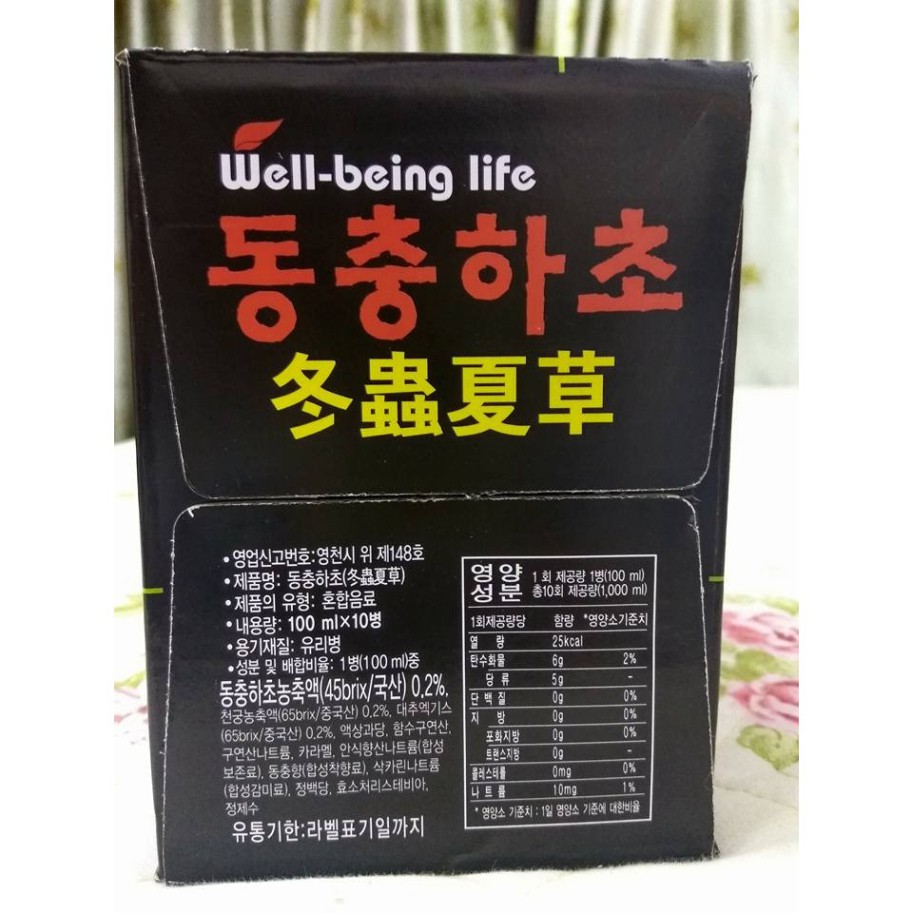 Well-being life
동충하초
冬蟲夏草
•영업신고번호:영천시 위 제148호
•제품명: 동충하초(冬蟲夏草)
•제품의 유형: 혼합음료
•내용량: 100 ml×10병
•용기재질: 유리병
•성분 및 배합비율: 1병(100 ml)중
동충하초농축액(45brix/국산) 0.2%,
천궁농축액(65brix/중국산) 0.2%, 대추엑기스
(65brix/중국산) 0.2%, 액상과당, 함수구연산,
구연산나트륨, 카라멜, 안식향산나트륨(합성
보존료), 동충향(합성착향료), 삭카린나트륨
(합성감미료), 정백당, 효소처리스테비아,
정제수
유통기한:라벨표기일까지
영양 성분
1회 제공량 1병(100 ml)
총10회 제공량(1,000 ml)
1회제공량당 함량 *영양소기준치
열량 25kcal
탄수화물 6g 2%
당류 5g -
단백질 0g 0%
지방 0g 0%
포화지방 0g 0%
트랜스지방 0g -
콜레스테롤 0mg 0%
나트륨 10mg 1%
* 영양소 기준치 : 1일 영양소 기준에 대한비율